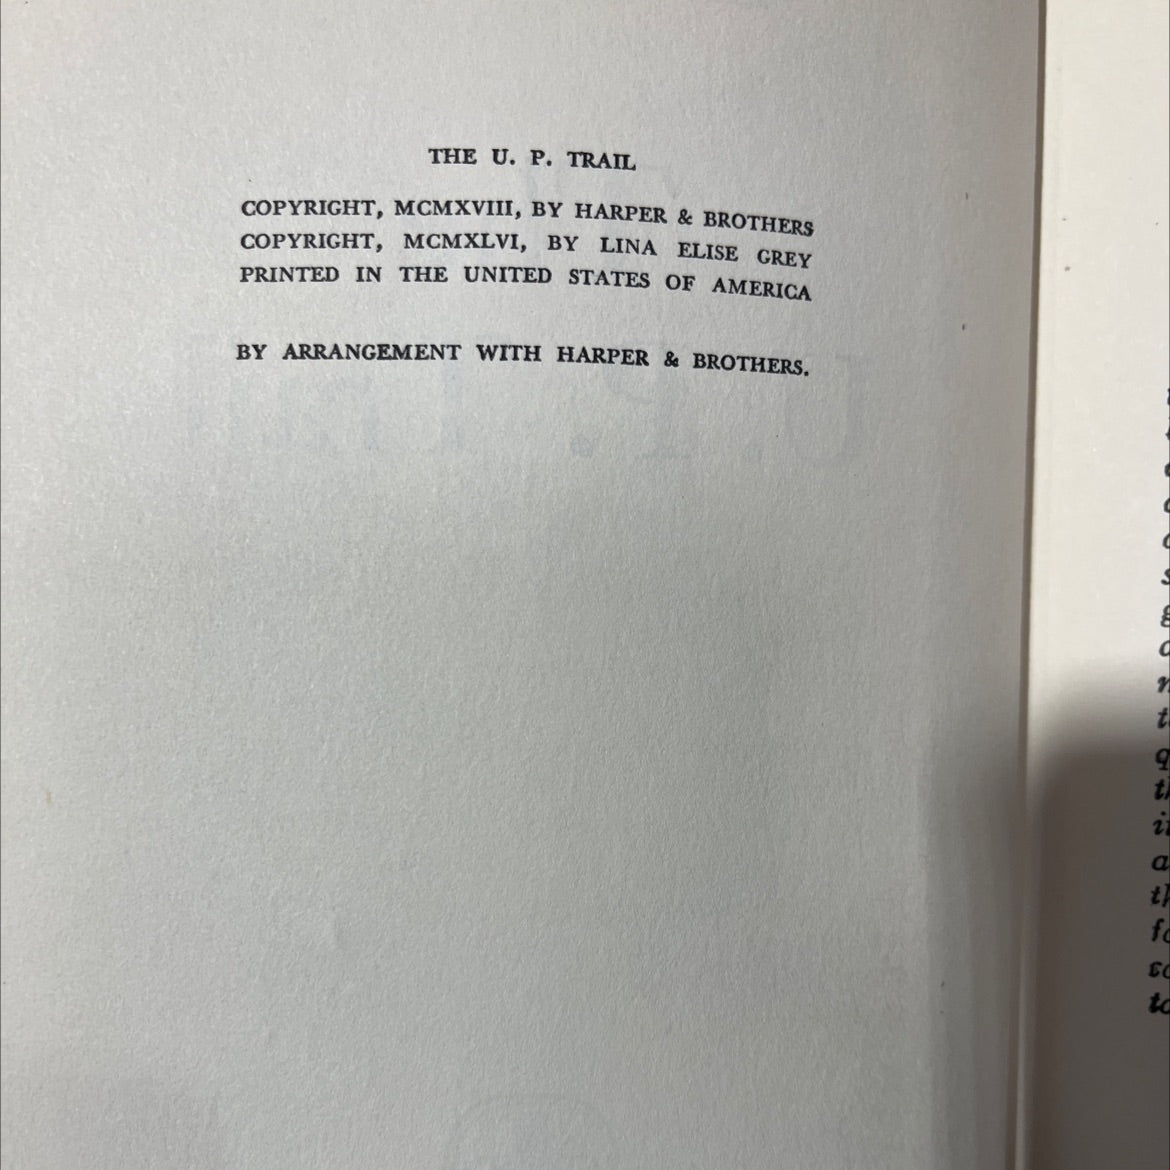 THE U. P. TRAIL
COPYRIGHT, MCMXVIII, BY HARPER & BROTHERS
COPYRIGHT, MCMXLVI, BY LINA ELISE GREY
PRINTED IN THE UNITED STATES OF AMERICA
BY ARRANGEMENT WITH HARPER & BROTHERS.